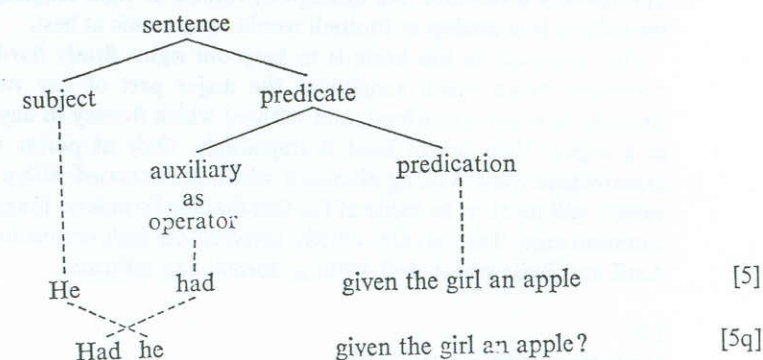 sentence
subject predicate
auxiliary predication
as
operator
He had given the girl an apple [5]
Had he given the girl an apple? [5q]